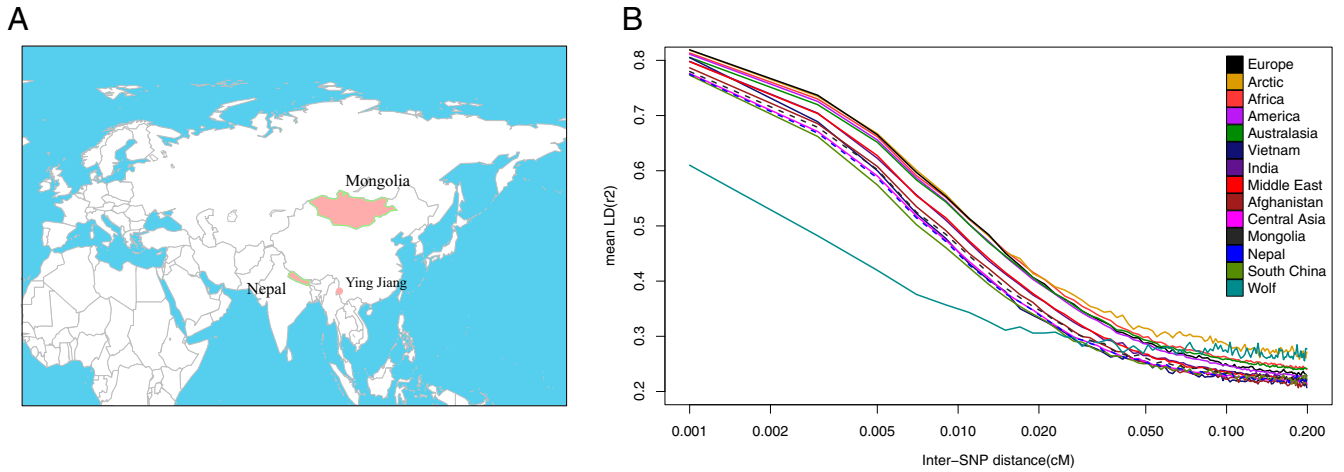 A
Mongolia
Nepal
Ying Jiang
B
mean LD(r2)
0.8
0.7
0.6
0.5
0.4
0.3
0.2
Europe
Arctic
Africa
America
Australasia
Vietnam
India
Middle East
Afghanistan
Central Asia
Mongolia
Nepal
South China
Wolf
0.001 0.002 0.005 0.010 0.020 0.050 0.100 0.200
Inter−SNP distance(cM)